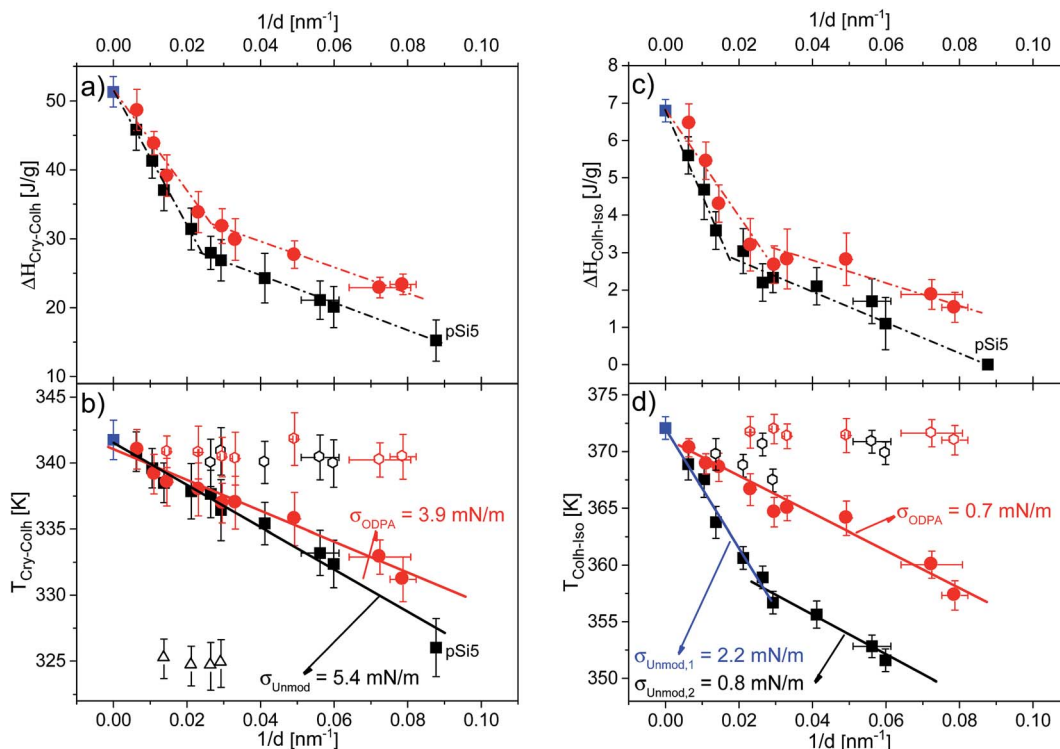 1/d [nm⁻¹]
0.00 0.02 0.04 0.06 0.08 0.10
a)
50
40
30
20
10
ΔH_Cry-Colh [J/g]
pSi5
b)
345
340
335
330
325
T_Cry-Colh [K]
σ_ODPA = 3.9 mN/m
pSi5
σ_Unmod = 5.4 mN/m
0.00 0.02 0.04 0.06 0.08 0.10
1/d [nm⁻¹]
1/d [nm⁻¹]
0.00 0.02 0.04 0.06 0.08 0.10
c)
8
7
6
5
4
3
2
1
0
ΔH_Colh-Iso [J/g]
pSi5
d)
370
365
360
355
350
T_Colh-Iso [K]
σ_ODPA = 0.7 mN/m
σ_Unmod,1 = 2.2 mN/m
σ_Unmod,2 = 0.8 mN/m
0.00 0.02 0.04 0.06 0.08 0.10
1/d [nm⁻¹]